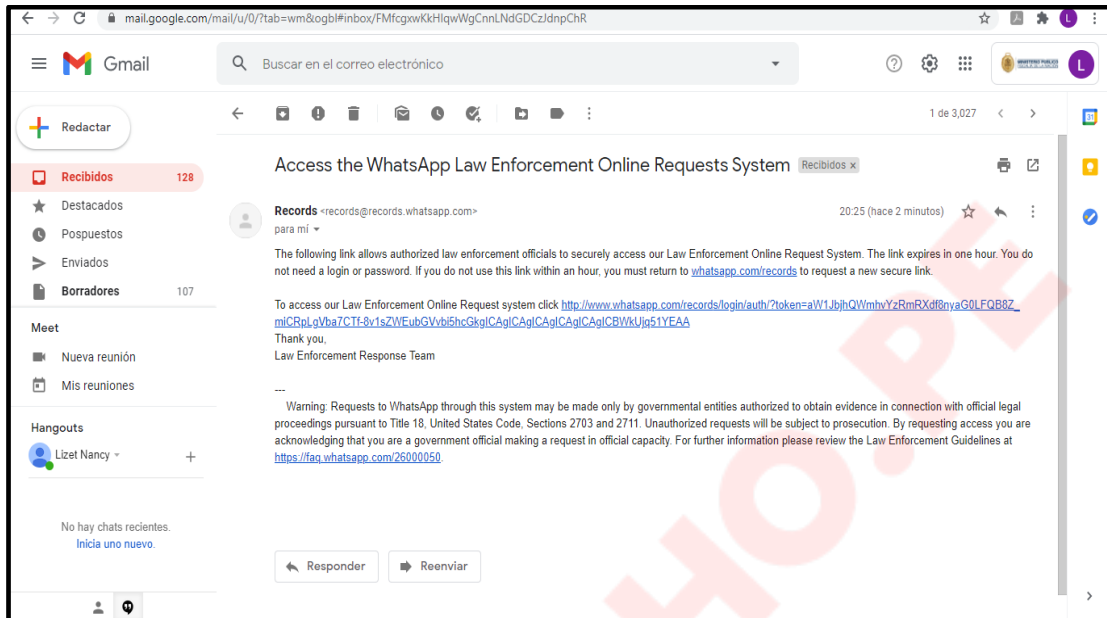 mail.google.com/mail/u/0/?tab=wm&ogbl#inbox/FMfcgxwKkHlqwWgCnnLNdGDCzJdnpChR
L
Gmail
Buscar en el correo electrónico
MINISTERIO PUBLICO
L
Redactar
1 de 3,027
31
Access the WhatsApp Law Enforcement Online Requests System Recibidos x
Recibidos 128
Destacados
Pospuestos
Enviados
Borradores 107
Records <records@records.whatsapp.com> 20:25 (hace 2 minutos)
para mí
The following link allows authorized law enforcement officials to securely access our Law Enforcement Online Request System. The link expires in one hour. You do
not need a login or password. If you do not use this link within an hour, you must return to whatsapp.com/records to request a new secure link.
To access our Law Enforcement Online Request system click http://www.whatsapp.com/records/login/auth/?token=aW1JbjhQWmhvYzRmRXdf8nyaG0LFQB8Z_
miCRpLgVba7CTf-8v1sZWEubGVvbi5hcGkgICAgICAgICAgICAgICAgICBWkUjq51YEAA
Thank you,
Law Enforcement Response Team
---
Warning: Requests to WhatsApp through this system may be made only by governmental entities authorized to obtain evidence in connection with official legal
proceedings pursuant to Title 18, United States Code, Sections 2703 and 2711. Unauthorized requests will be subject to prosecution. By requesting access you are
acknowledging that you are a government official making a request in official capacity. For further information please review the Law Enforcement Guidelines at
https://faq.whatsapp.com/26000050.
Meet
Nueva reunión
Mis reuniones
Hangouts
Lizet Nancy
No hay chats recientes.
Inicia uno nuevo.
Responder
Reenviar
HO.PE